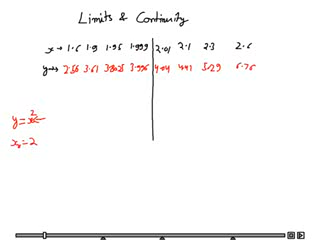 Limits & Continuity
x → 1.6 1.9 1.95 1.999 2.01 2.1 2.3 2.6
y → 2.56 3.61 3.8025 3.996 4.04 4.41 5.29 6.76
y = x²
x₀ = 2